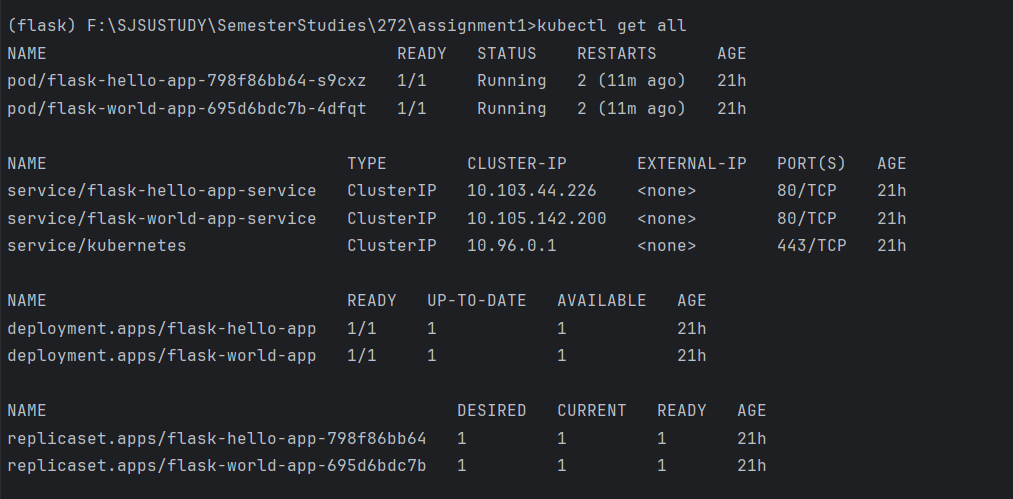 (flask) F:\SJSUSTUDY\SemesterStudies\272\assignment1>kubectl get all
NAME                                   READY   STATUS    RESTARTS      AGE
pod/flask-hello-app-798f86bb64-s9cxz   1/1     Running   2 (11m ago)   21h
pod/flask-world-app-695d6bdc7b-4dfqt   1/1     Running   2 (11m ago)   21h

NAME                              TYPE        CLUSTER-IP       EXTERNAL-IP   PORT(S)   AGE
service/flask-hello-app-service   ClusterIP   10.103.44.226    <none>        80/TCP    21h
service/flask-world-app-service   ClusterIP   10.105.142.200   <none>        80/TCP    21h
service/kubernetes                ClusterIP   10.96.0.1        <none>        443/TCP   21h

NAME                              READY   UP-TO-DATE   AVAILABLE   AGE
deployment.apps/flask-hello-app   1/1     1            1           21h
deployment.apps/flask-world-app   1/1     1            1           21h

NAME                                         DESIRED   CURRENT   READY   AGE
replicaset.apps/flask-hello-app-798f86bb64   1         1         1       21h
replicaset.apps/flask-world-app-695d6bdc7b   1         1         1       21h